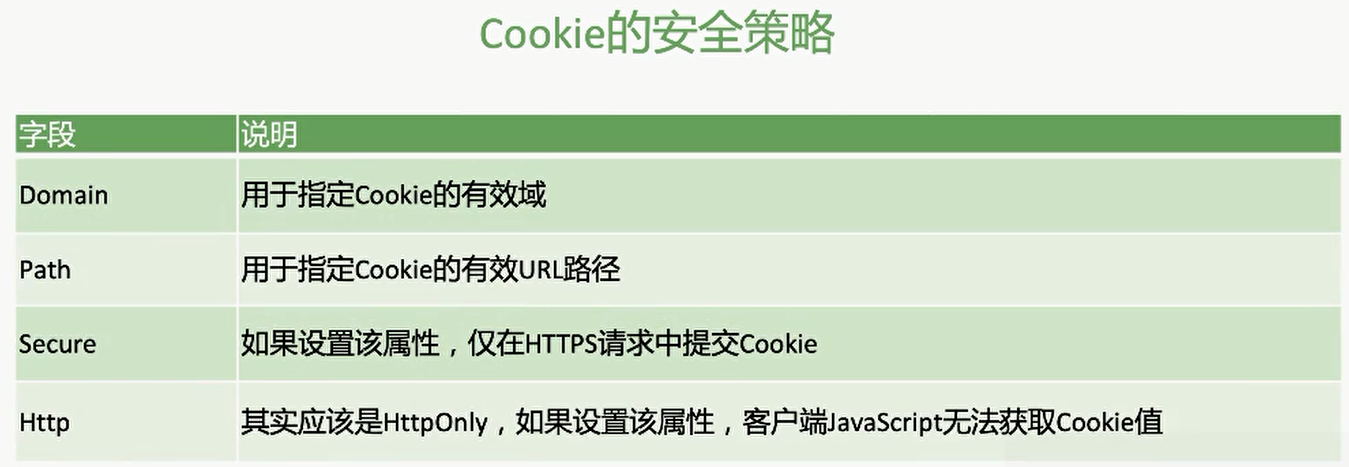 Cookie的安全策略
字段 说明
Domain 用于指定Cookie的有效域
Path 用于指定Cookie的有效URL路径
Secure 如果设置该属性，仅在HTTPS请求中提交Cookie
Http 其实应该是HttpOnly，如果设置该属性，客户端JavaScript无法获取Cookie值